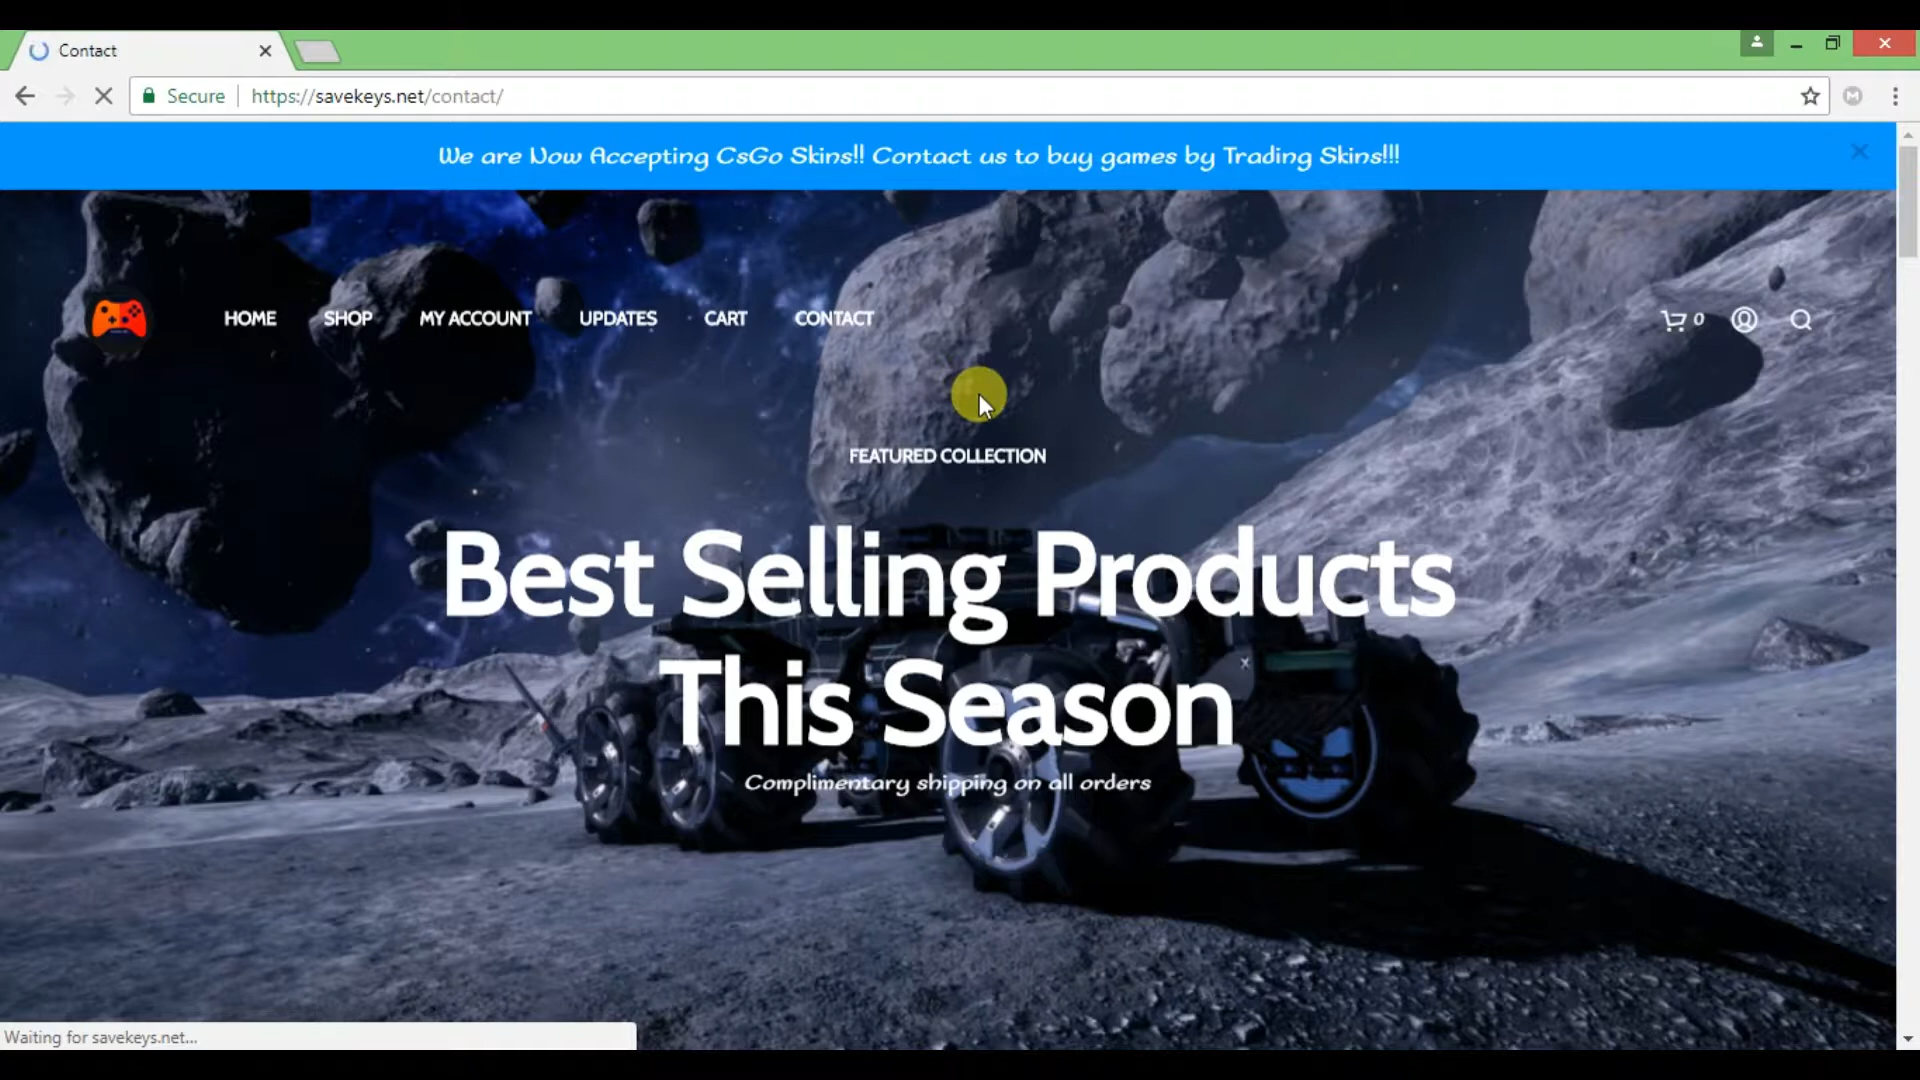 Contact
Secure
https://savekeys.net/contact/
We are Now Accepting CsGo Skins!! Contact us to buy games by Trading Skins!!!
HOME
SHOP
MY ACCOUNT
UPDATES
CART
CONTACT
0
FEATURED COLLECTION
Best Selling Products
This Season
Complimentary shipping on all orders
Waiting for savekeys.net...